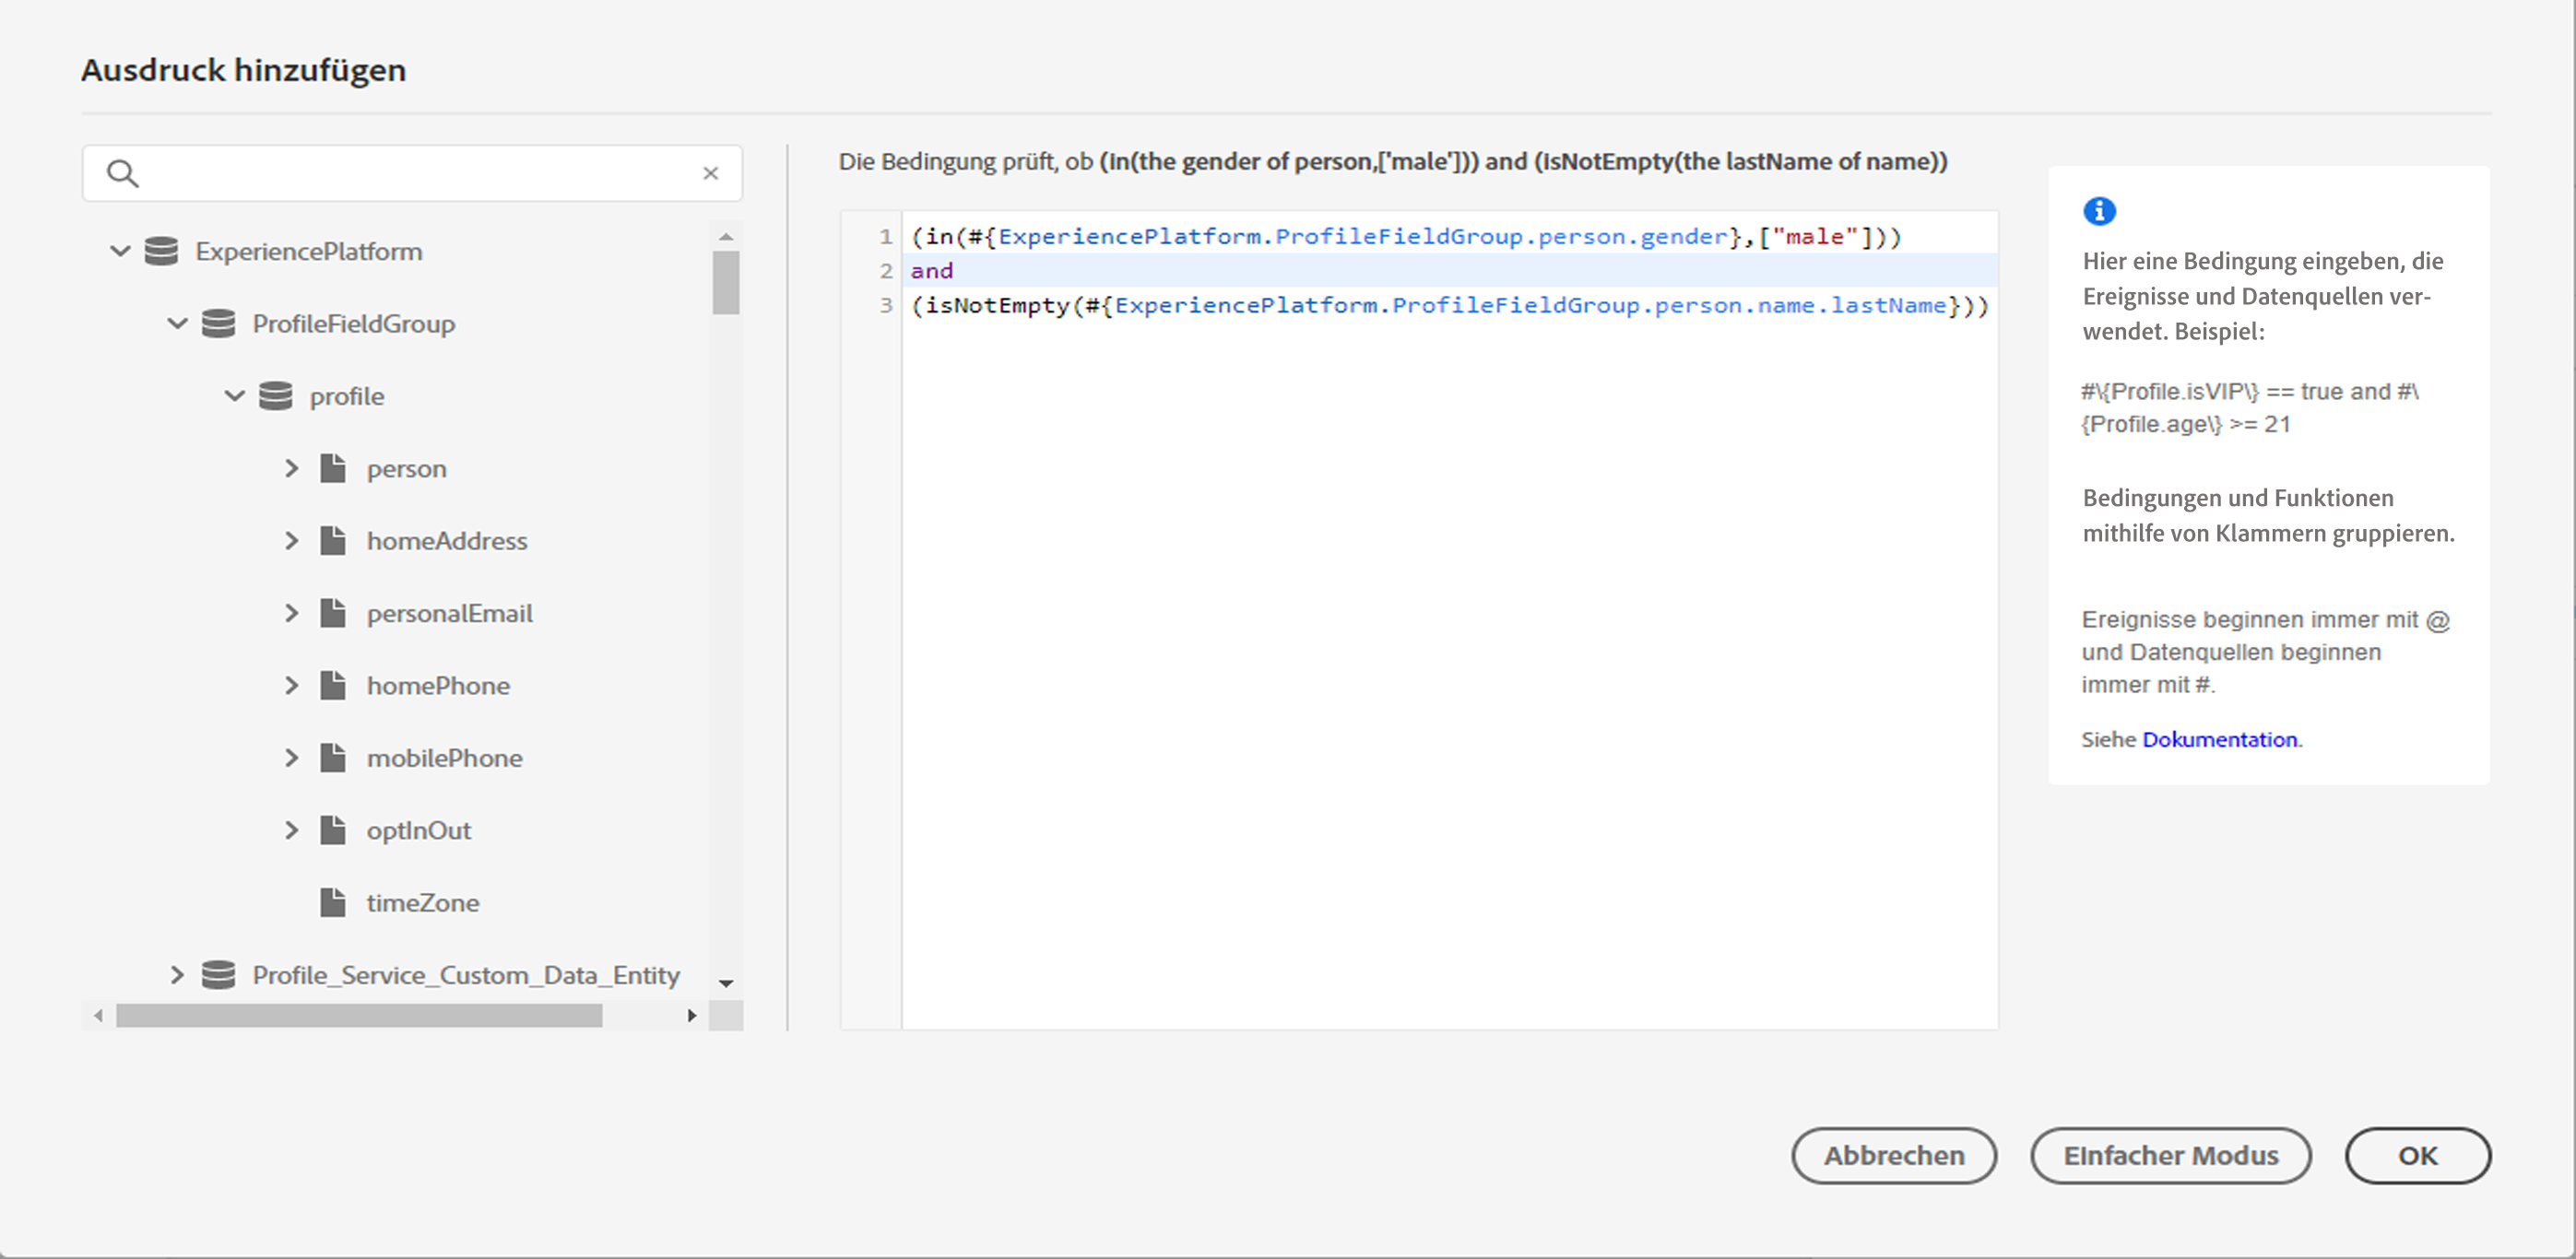 Ausdruck hinzufügen
ExperiencePlatform
ProfileFieldGroup
profile
person
homeAddress
personalEmail
homePhone
mobilePhone
optInOut
timeZone
Profile_Service_Custom_Data_Entity
Die Bedingung prüft, ob (in(the gender of person,['male'])) and (isNotEmpty(the lastName of name))
1 (in(#{ExperiencePlatform.ProfileFieldGroup.person.gender},["male"]))
2 and
3 (isNotEmpty(#{ExperiencePlatform.ProfileFieldGroup.person.name.lastName}))
Hier eine Bedingung eingeben, die
Ereignisse und Datenquellen ver-
wendet. Beispiel:
#\{Profile.isVIP\} == true and #\
{Profile.age\} >= 21
Bedingungen und Funktionen
mithilfe von Klammern gruppieren.
Ereignisse beginnen immer mit @
und Datenquellen beginnen
immer mit #.
Siehe Dokumentation.
Abbrechen
Einfacher Modus
OK